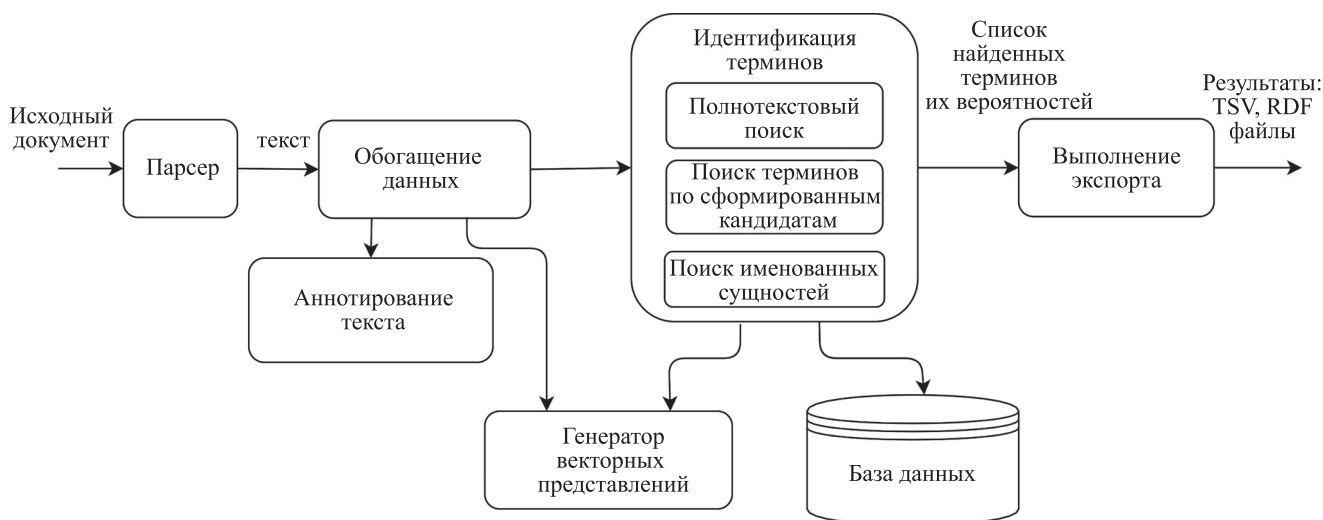 Исходный
документ
Парсер
текст
Обогащение
данных
Аннотирование
текста
Идентификация
терминов
Полнотекстовый
поиск
Поиск терминов
по сформированным
кандидатам
Поиск именованных
сущностей
Генератор
векторных
представлений
База данных
Список
найденных
терминов
их вероятностей
Выполнение
экспорта
Результаты:
TSV, RDF
файлы